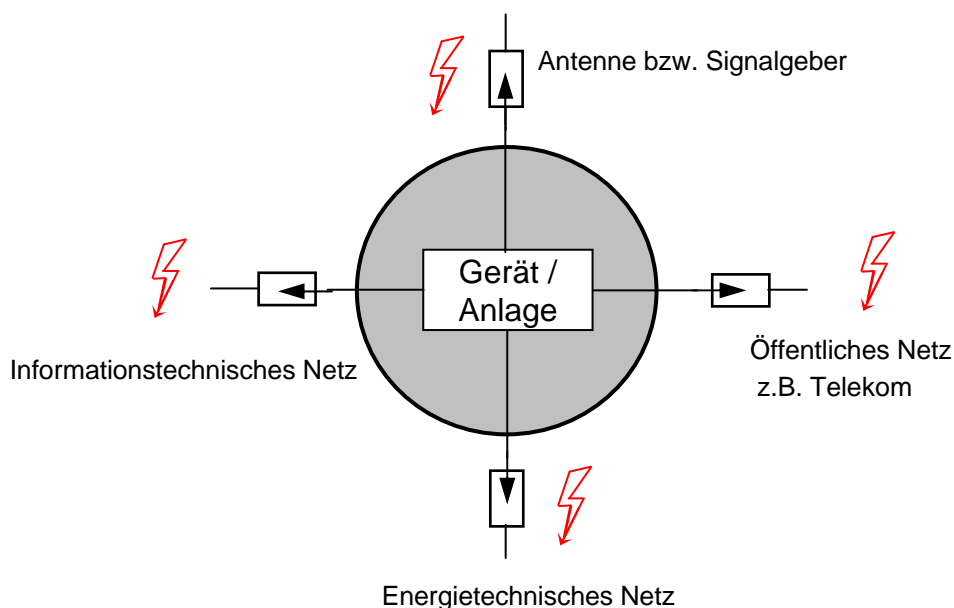 Antenne bzw. Signalgeber
Gerät /
Anlage
Informationstechnisches Netz
Öffentliches Netz
z.B. Telekom
Energietechnisches Netz